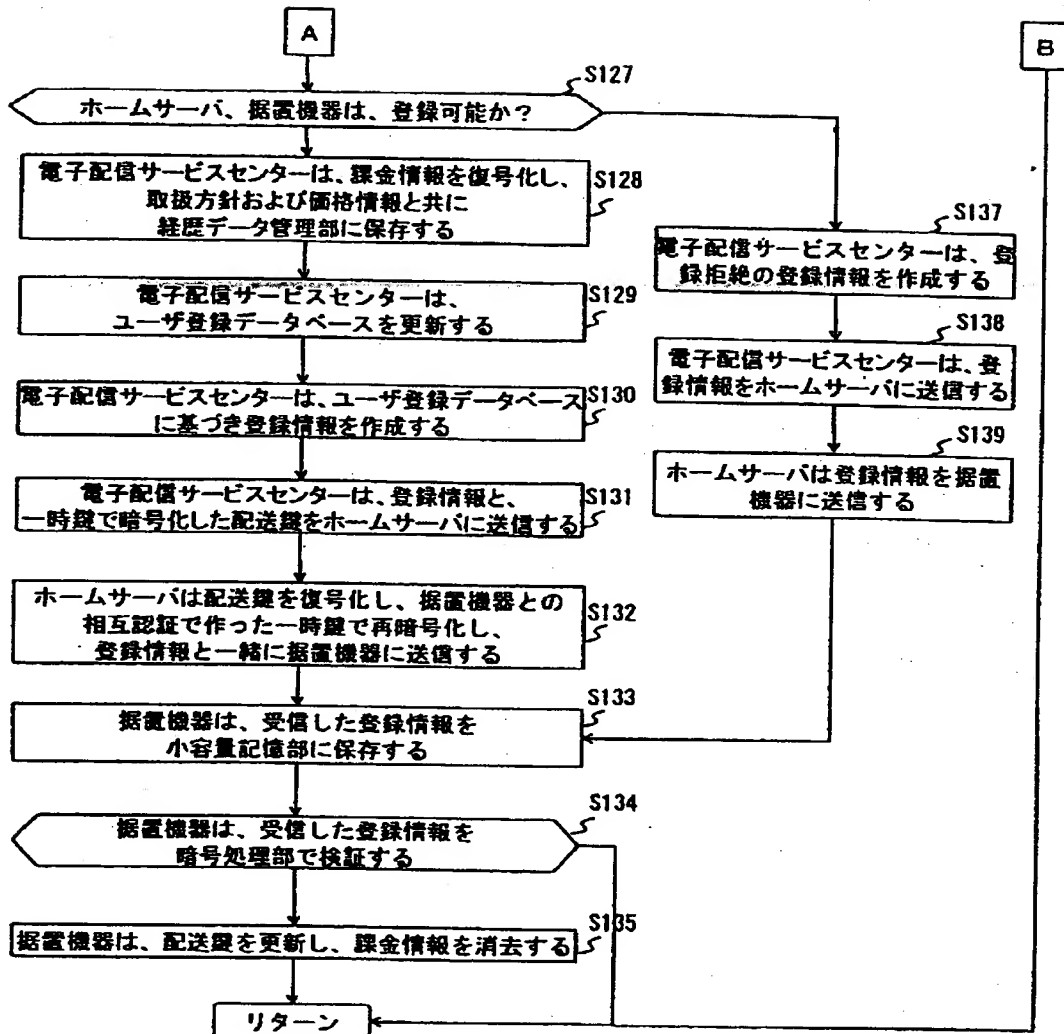 A
B
S127
ホームサーバ、据置機器は、登録可能か？
電子配信サービスセンターは、課金情報を復号化し、
取扱方針および価格情報と共に
経歴データ管理部に保存する
S128
電子配信サービスセンターは、
ユーザ登録データベースを更新する
S129
電子配信サービスセンターは、ユーザ登録データベース
に基づき登録情報を作成する
S130
電子配信サービスセンターは、登録情報と、
一時鍵で暗号化した配送鍵をホームサーバに送信する
S131
ホームサーバは配送鍵を復号化し、据置機器との
相互認証で作った一時鍵で再暗号化し、
登録情報と一緒に据置機器に送信する
S132
S133
据置機器は、受信した登録情報を
小容量記憶部に保存する
S134
据置機器は、受信した登録情報を
暗号処理部で検証する
S135
据置機器は、配送鍵を更新し、課金情報を消去する
リターン
S137
電子配信サービスセンターは、登
録拒絶の登録情報を作成する
S138
電子配信サービスセンターは、登
録情報をホームサーバに送信する
S139
ホームサーバは登録情報を据置
機器に送信する